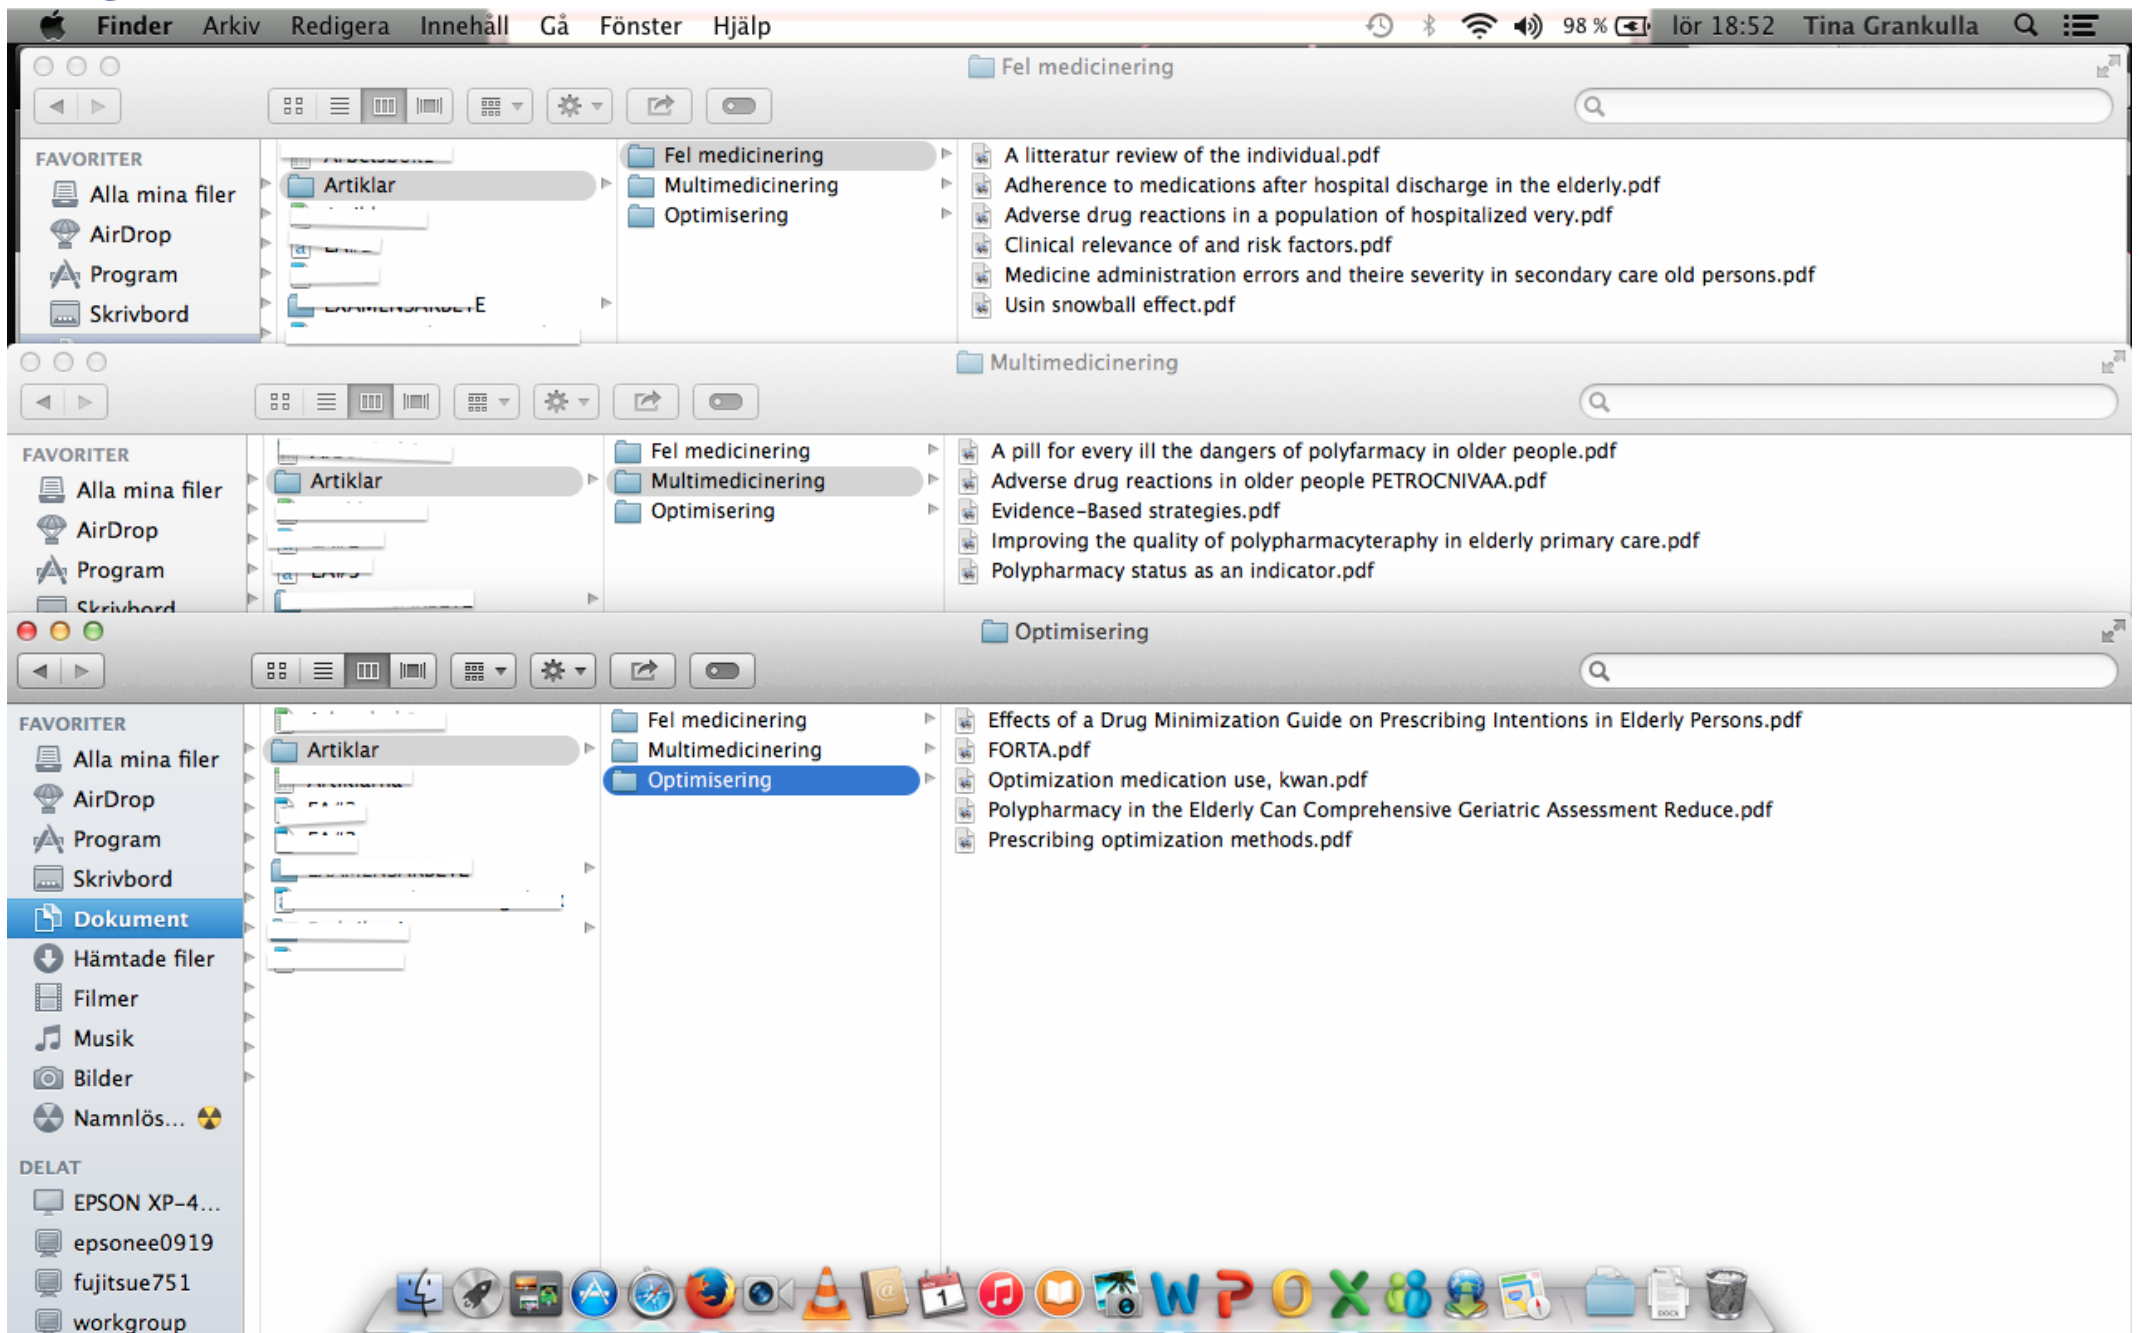 Finder Arkiv Redigera Innehåll Gå Fönster Hjälp 98 % lör 18:52 Tina Grankulla
Fel medicinering
FAVORITER
Alla mina filer
AirDrop
Program
Skrivbord
Artiklar
Fel medicinering
Multimedicinering
Optimisering
A litteratur review of the individual.pdf
Adherence to medications after hospital discharge in the elderly.pdf
Adverse drug reactions in a population of hospitalized very.pdf
Clinical relevance of and risk factors.pdf
Medicine administration errors and theire severity in secondary care old persons.pdf
Usin snowball effect.pdf
Multimedicinering
FAVORITER
Alla mina filer
AirDrop
Program
Skrivbord
Artiklar
Fel medicinering
Multimedicinering
Optimisering
A pill for every ill the dangers of polyfarmacy in older people.pdf
Adverse drug reactions in older people PETROCNIVAA.pdf
Evidence-Based strategies.pdf
Improving the quality of polypharmacyteraphy in elderly primary care.pdf
Polypharmacy status as an indicator.pdf
Optimisering
FAVORITER
Alla mina filer
AirDrop
Program
Skrivbord
Dokument
Hämtade filer
Filmer
Musik
Bilder
Namnlös...
DELAT
EPSON XP-4...
epsonee0919
fujitsue751
workgroup
Artiklar
Fel medicinering
Multimedicinering
Optimisering
Effects of a Drug Minimization Guide on Prescribing Intentions in Elderly Persons.pdf
FORTA.pdf
Optimization medication use, kwan.pdf
Polypharmacy in the Elderly Can Comprehensive Geriatric Assessment Reduce.pdf
Prescribing optimization methods.pdf